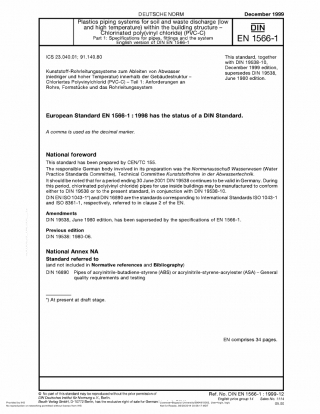 DEUTSCHE NORM
December 1999
Plastics piping systems for soil and waste discharge (low
and high temperature) within the building structure –
Chlorinated poly(vinyl chloride) (PVC-C)
Part 1: Specifications for pipes, fittings and the system
English version of DIN EN 1566-1
DIN
EN 1566-1
ICS 23.040.01; 91.140.80
This standard, together
with DIN 19538-10,
December 1999 edition,
supersedes DIN 19538,
June 1980 edition.
Kunststoff-Rohrleitungssysteme zum Ableiten von Abwasser
(niedriger und hoher Temperatur) innerhalb der Gebäudestruktur –
Chloriertes Polyvinylchlorid) (PVC-C) – Teil 1: Anforderungen an
Rohre, Formstücke und das Rohrleitungssystem
European Standard EN 1566-1 : 1998 has the status of a DIN Standard.
A comma is used as the decimal marker.
National foreword
This standard has been prepared by CEN/TC 155.
The responsible German body involved in its preparation was the Normenausschuß Wasserwesen (Water
Practice Standards Committee), Technical Committee Kunststoffrohre in der Abwassertechnik.
It should be noted that for a period ending 30 June 2001 DIN 19538 continues to be valid in Germany. During
this period, chlorinated poly(vinyl chloride) pipes for use inside buildings may be manufactured to conform
either to DIN 19538 or to the present standard, in conjunction with DIN 19538-10.
DIN EN ISO 1043-1*) and DIN 16890 are the standards corresponding to International Standards ISO 1043-1
and ISO 8361-1, respectively, referred to in clause 2 of the EN.
Amendments
DIN 19538, June 1980 edition, has been superseded by the specifications of EN 1566-1.
Previous edition
DIN 19538: 1980-06.
National Annex NA
Standard referred to
(and not included in Normative references and Bibliography)
DIN 16890 Pipes of acrylnitrile-butadiene-styrene (ABS) or acrylnitrile-styrene-acrylester (ASA) – General
quality requirements and testing
*) At present at draft stage.
EN comprises 34 pages.
© No part of this standard may be reproduced without the prior permission of
DIN Deutsches Institut für Normung e. V., Berlin.
Beuth Verlag GmbH, D-10772 Berlin, has the exclusive right of sale for German
Ref. No. DIN EN 1566-1 : 1999-12
English price group 14 Sales No. 1114